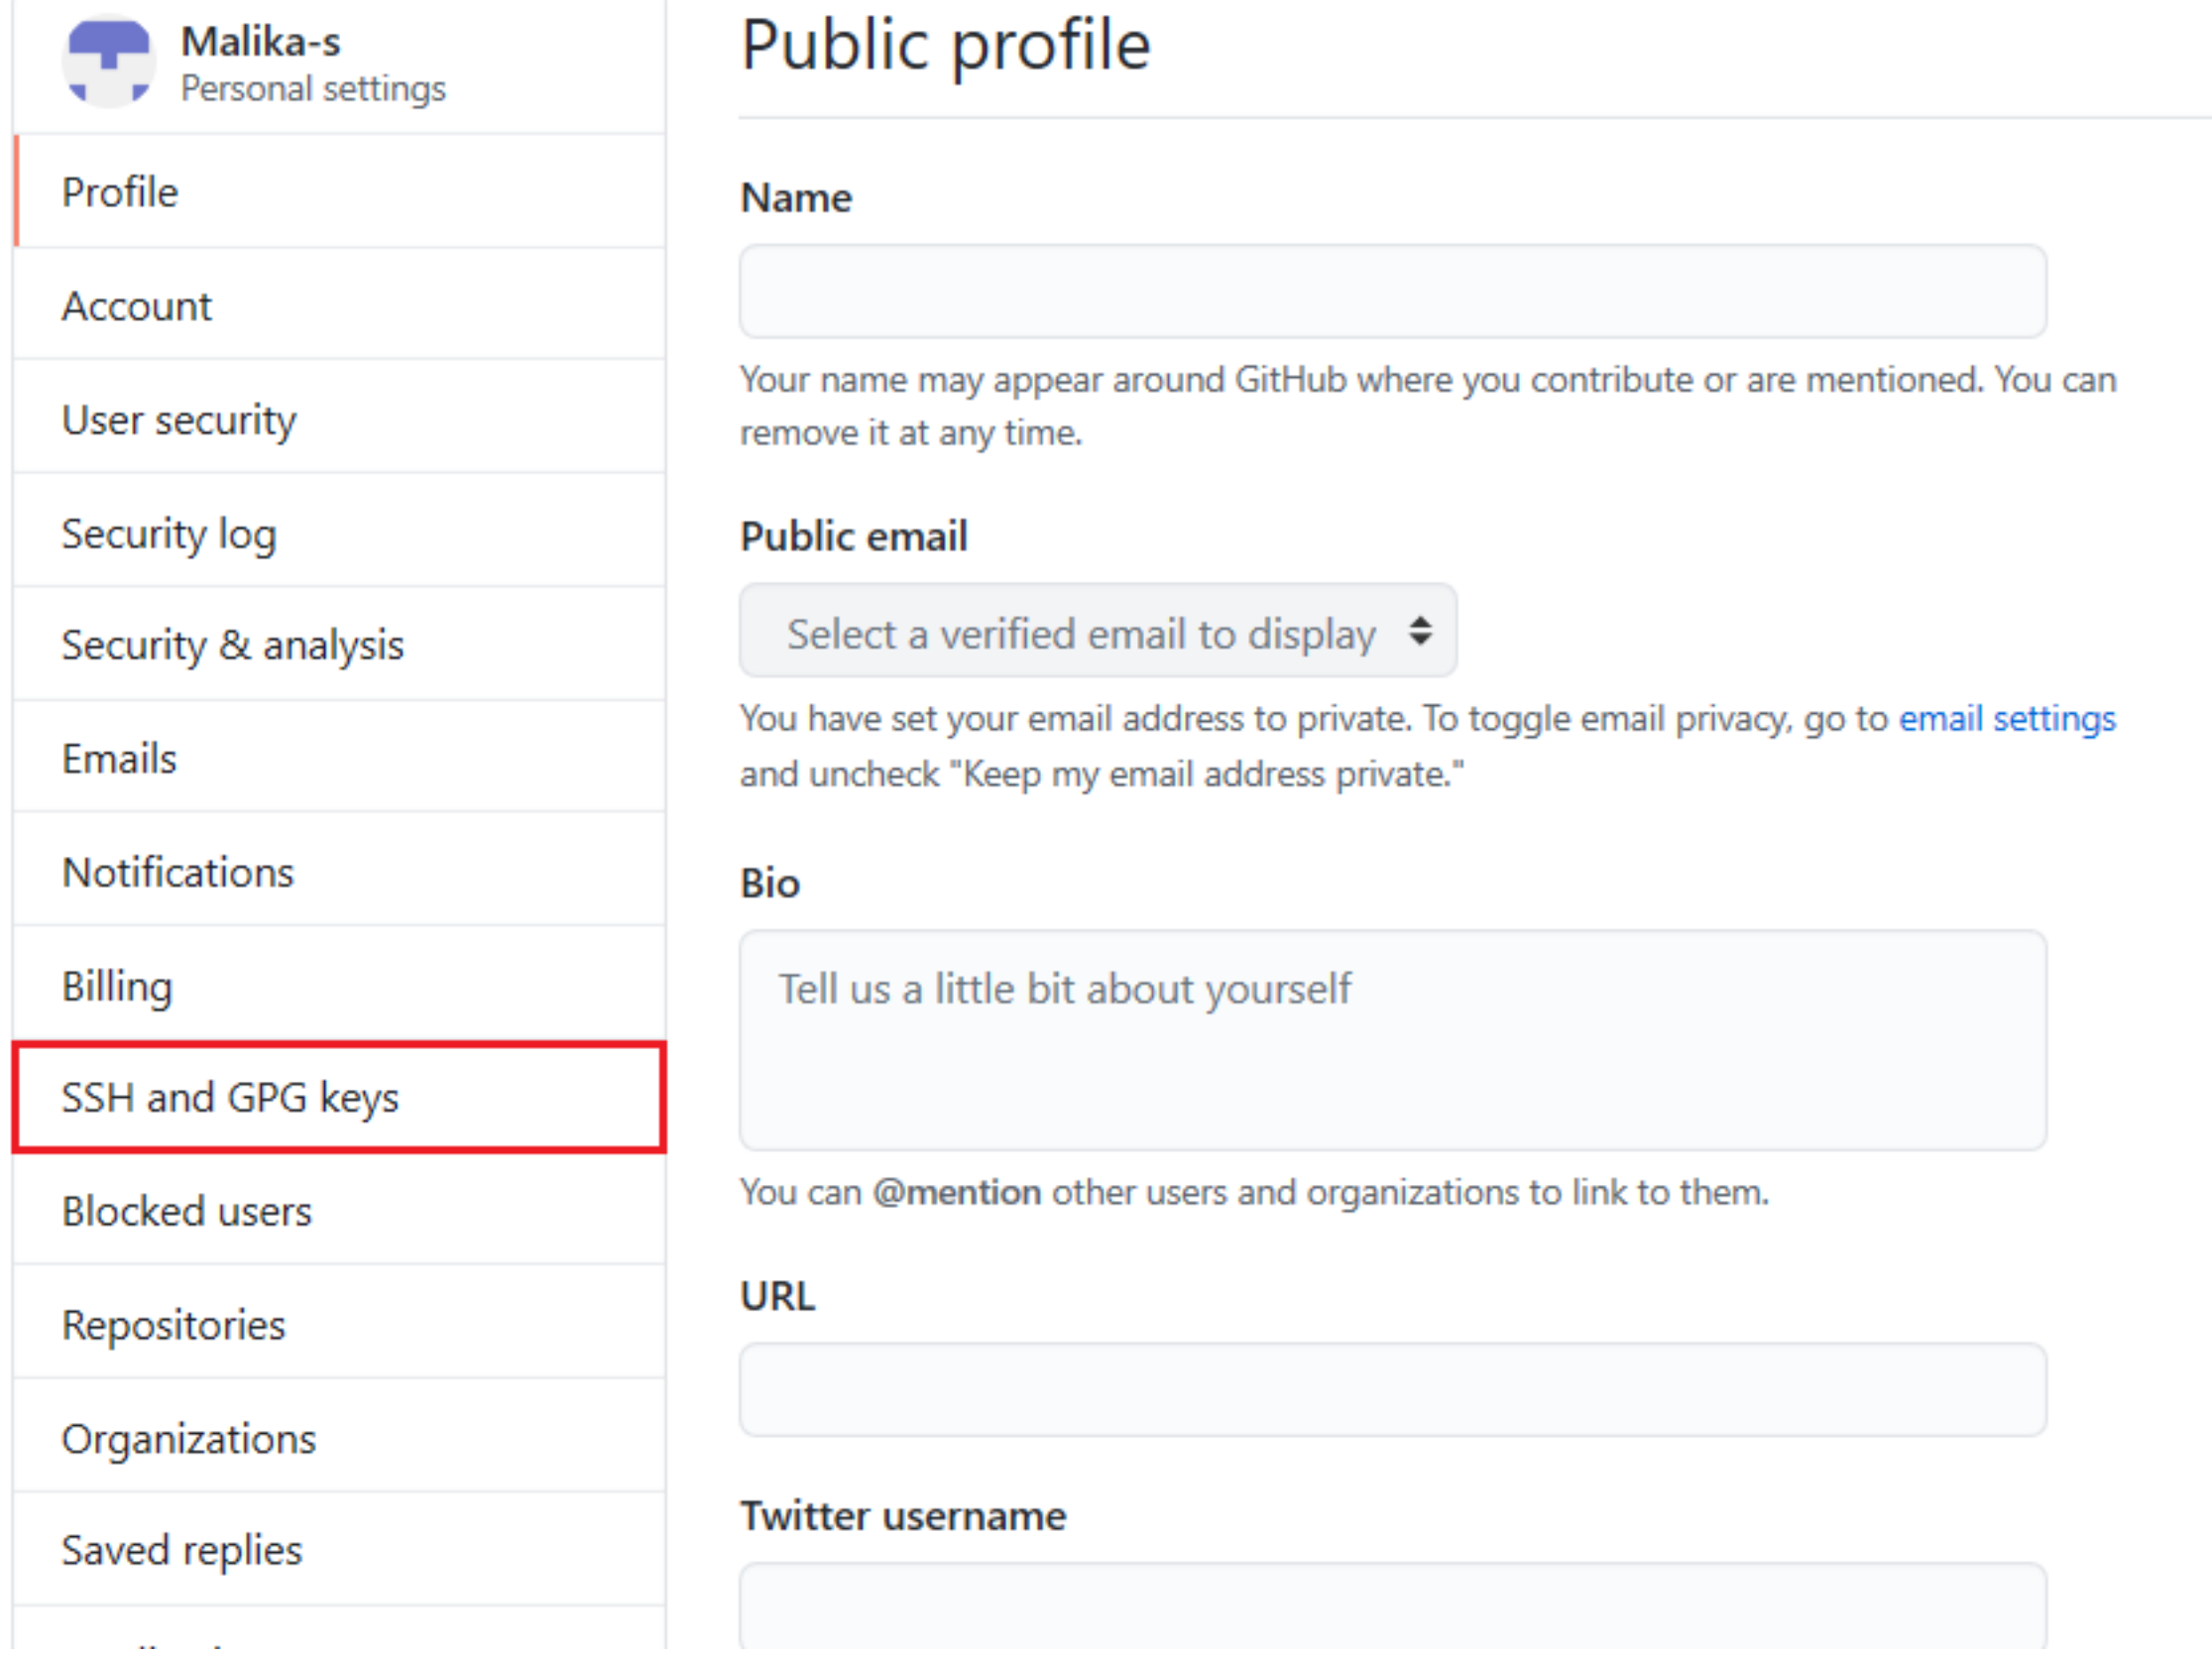 Malika-s
Personal settings
Profile
Account
User security
Security log
Security & analysis
Emails
Notifications
Billing
SSH and GPG keys
Blocked users
Repositories
Organizations
Saved replies
Public profile
Name
Your name may appear around GitHub where you contribute or are mentioned. You can
remove it at any time.
Public email
Select a verified email to display
You have set your email address to private. To toggle email privacy, go to email settings
and uncheck "Keep my email address private."
Bio
Tell us a little bit about yourself
You can @mention other users and organizations to link to them.
URL
Twitter username